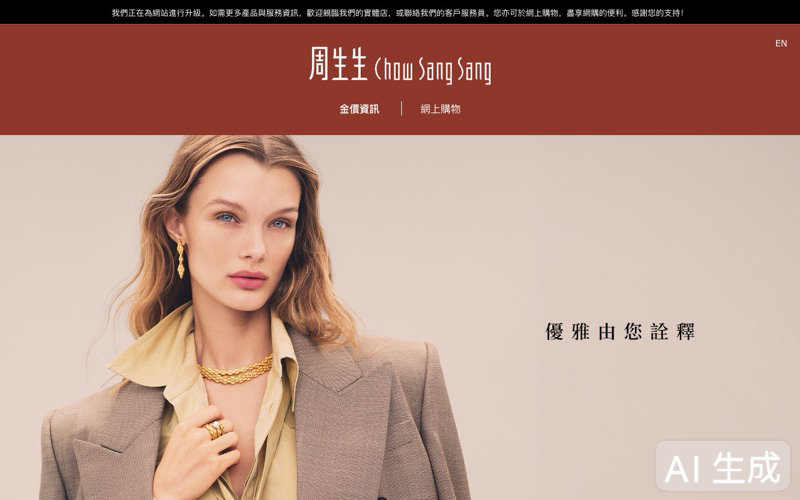 我們正在為網站進行升級。如需更多產品與服務資訊，歡迎親臨我們的實體店，或聯絡我們的客戶服務員。您亦可於網上購物，盡享網購的便利。感謝您的支持！
EN
周生生 Chow Sang Sang
金價資訊 網上購物
優雅由您詮釋
AI 生成